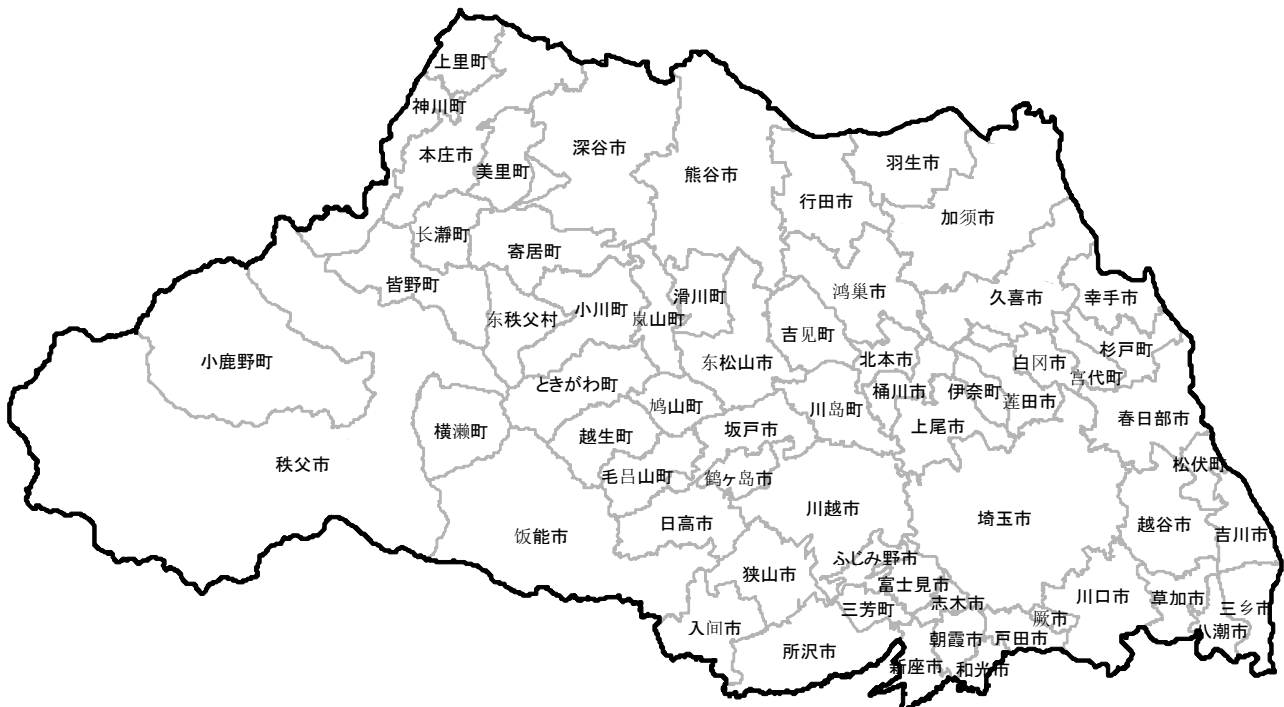 上里町
神川町
本庄市
美里町
深谷市
熊谷市
行田市
羽生市
加须市
长瀞町
寄居町
皆野町
东秩父村
小川町
岚山町
滑川町
吉见町
鸿巢市
久喜市
幸手市
小鹿野町
ときがわ町
东松山市
北本市
白冈市
杉戸町
宫代町
桶川市
伊奈町
莲田市
鸠山町
川岛町
横濑町
越生町
坂戸市
上尾市
春日部市
秩父市
毛吕山町
鹤ヶ岛市
松伏町
饭能市
日高市
川越市
埼玉市
越谷市
吉川市
ふじみ野市
狭山市
富士見市
三芳町
志木市
川口市
草加市
三乡市
入间市
所沢市
朝霞市
戸田市
厥市
八潮市
新座市
和光市